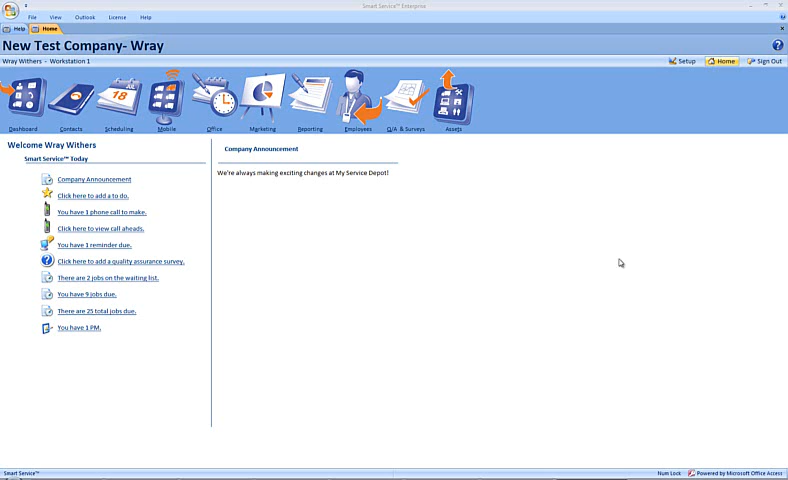 Smart Service™ Enterprise
File View Outlook License Help
Help Home
New Test Company- Wray
Wray Withers - Workstation 1
Setup Home Sign Out
JUL
18
Dashboard Contacts Scheduling Mobile Office Marketing Reporting Employees Q/A & Surveys Assets
Welcome Wray Withers
Smart Service™ Today
Company Announcement
Click here to add a to do.
You have 1 phone call to make.
Click here to view call aheads.
You have 1 reminder due.
Click here to add a quality assurance survey.
There are 2 jobs on the waiting list.
You have 9 jobs due.
There are 25 total jobs due.
You have 1 PM.
Company Announcement
We're always making exciting changes at My Service Depot!
Smart Service™
Num Lock Powered by Microsoft Office Access